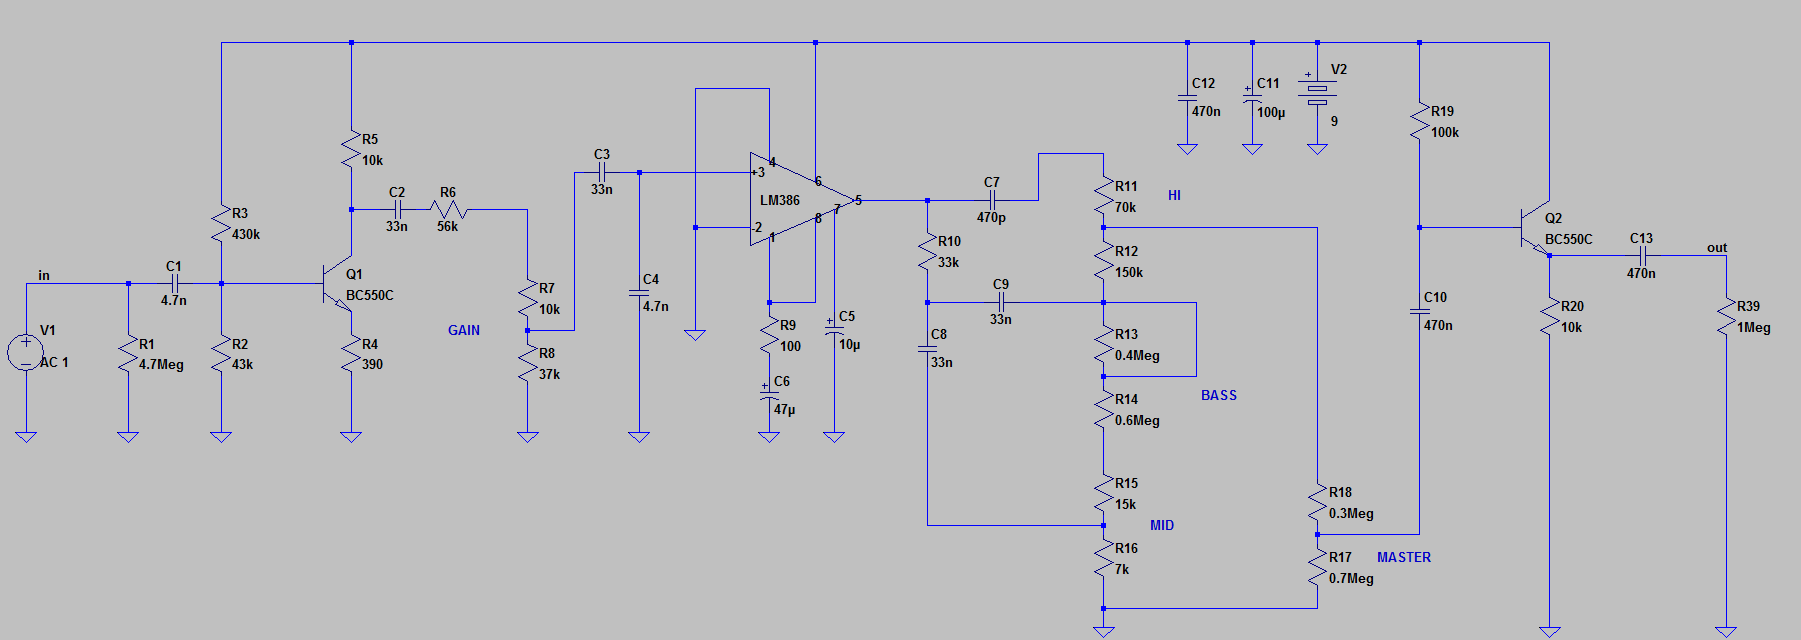 in
V1
AC 1
R1
4.7Meg
C1
4.7n
R3
430k
R2
43k
R5
10k
Q1
BC550C
R4
390
C2
33n
R6
56k
GAIN
R7
10k
R8
37k
C3
33n
C4
4.7n
4
+3
-2
1
LM386
6
5
7
8
R9
100
C6
47µ
C5
10µ
C7
470p
R10
33k
C9
33n
C8
33n
R11
70k
HI
R12
150k
R13
0.4Meg
BASS
R14
0.6Meg
R15
15k
MID
R16
7k
C12
470n
C11
100µ
V2
9
R18
0.3Meg
MASTER
R17
0.7Meg
R19
100k
C10
470n
Q2
BC550C
R20
10k
C13
470n
out
R39
1Meg